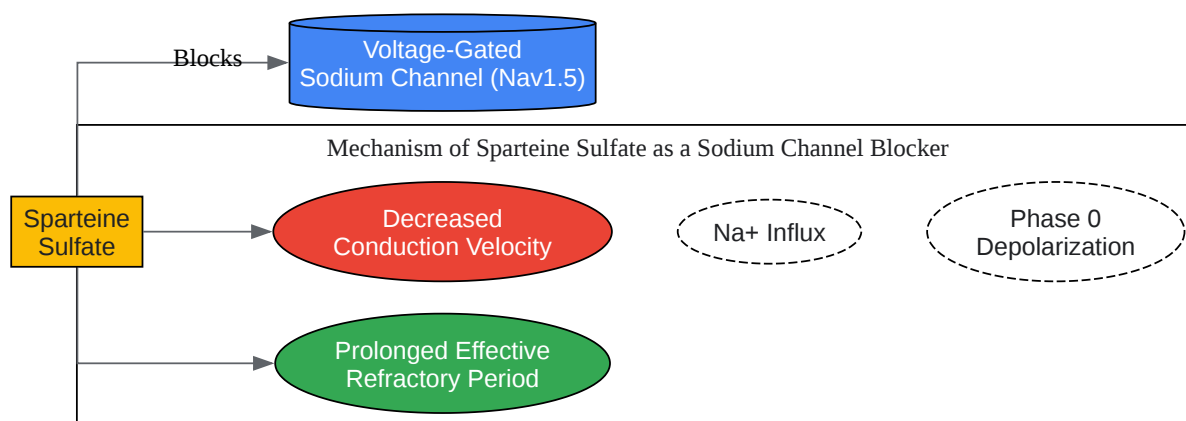 Blocks
Voltage-Gated
Sodium Channel (Nav1.5)
Mechanism of Sparteine Sulfate as a Sodium Channel Blocker
Sparteine
Sulfate
Decreased
Conduction Velocity
Na+ Influx
Phase 0
Depolarization
Prolonged Effective
Refractory Period